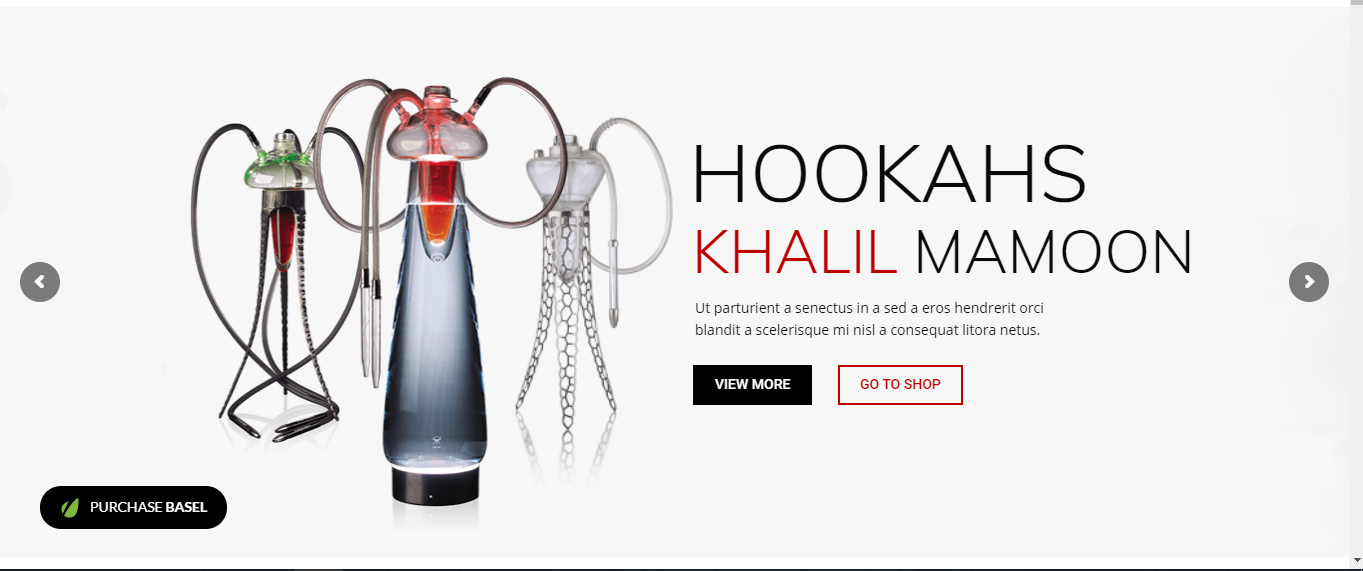 HOOKAHS
KHALIL MAMOON
Ut parturient a senectus in a sed a eros hendrerit orci
blandit a scelerisque mi nisl a consequat litora netus.
VIEW MORE
GO TO SHOP
PURCHASE BASEL